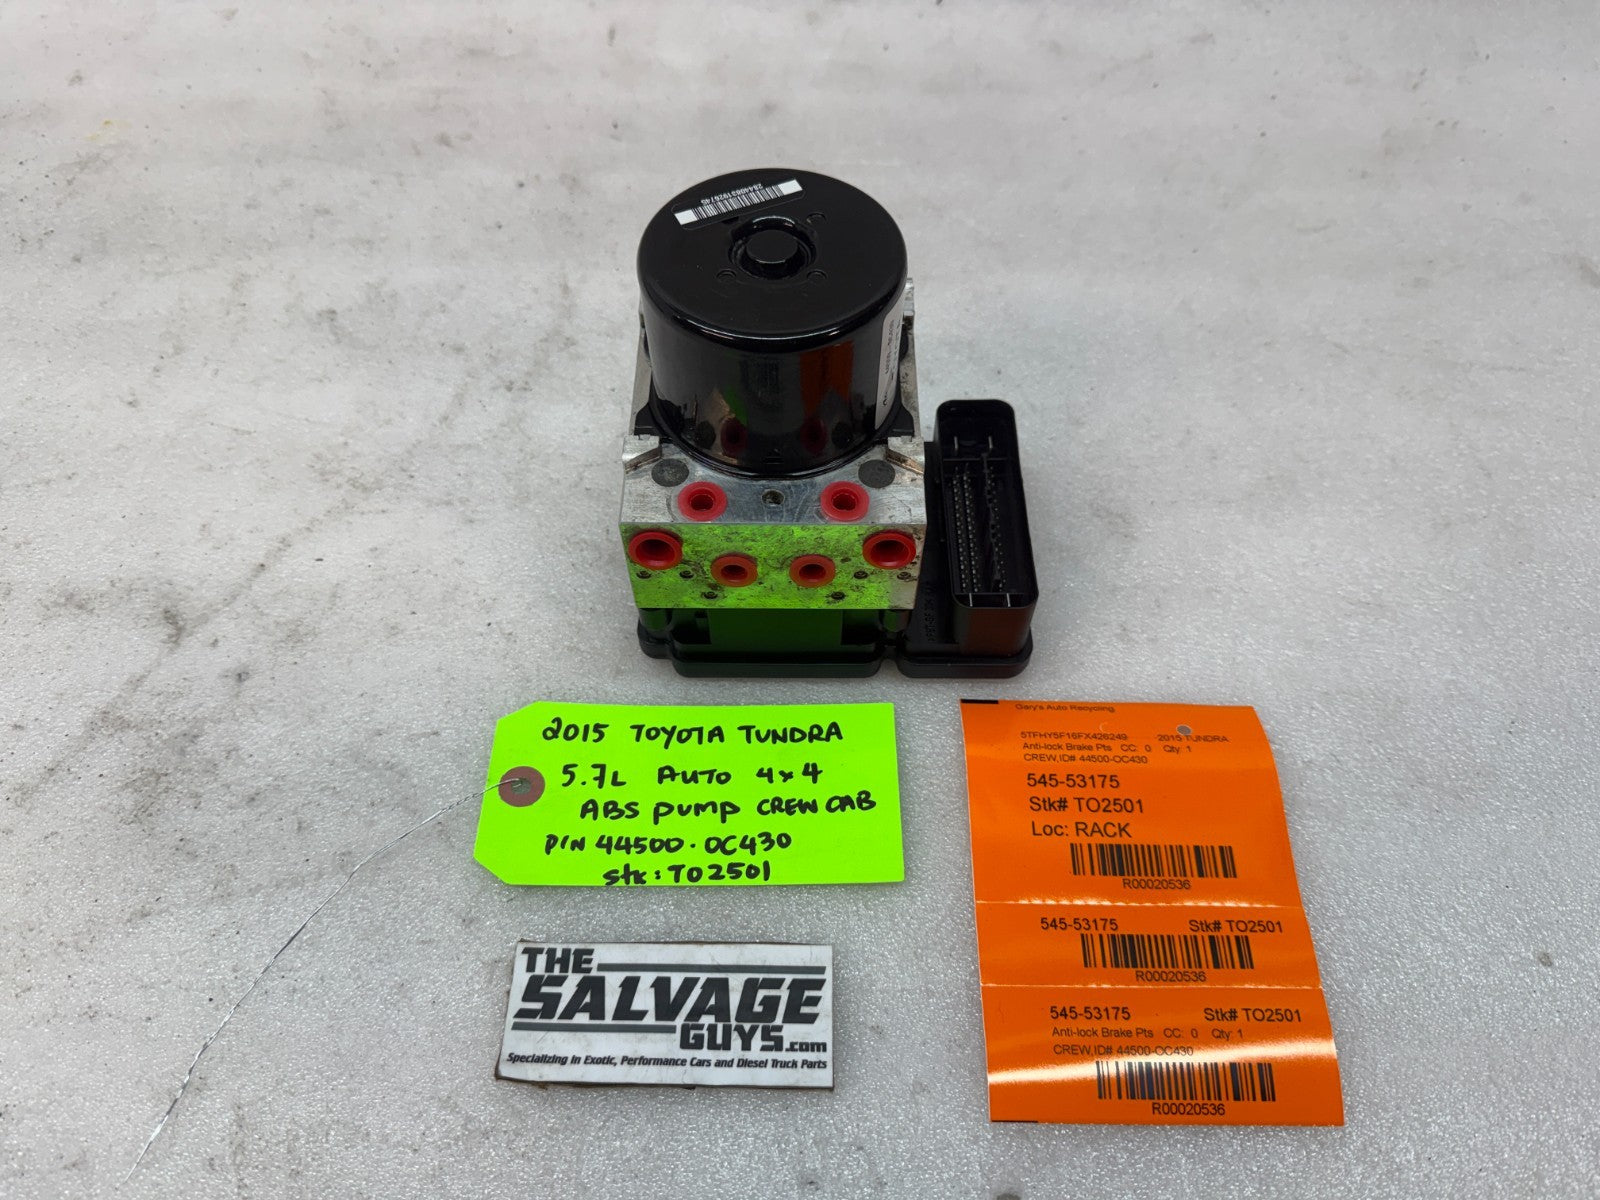 2015 TOYOTA TUNDRA
5.7L AUTO 4x4
ABS PUMP CREW CAB
P/N 44500-0C430
Stk: TO2501
THE
SALVAGE
GUYS.com
Specializing in Exotic, Performance Cars and Diesel Truck Parts
Gary's Auto Recycling
5TFHY5F16FX426249 2015 TUNDRA
Anti-lock Brake Pts CC: 0 Qty: 1
CREW,ID# 44500-OC430
545-53175
Stk# TO2501
Loc: RACK
R00020536
545-53175 Stk# TO2501
R00020536
545-53175 Stk# TO2501
Anti-lock Brake Pts CC: 0 Qty: 1
CREW,ID# 44500-OC430
R00020536